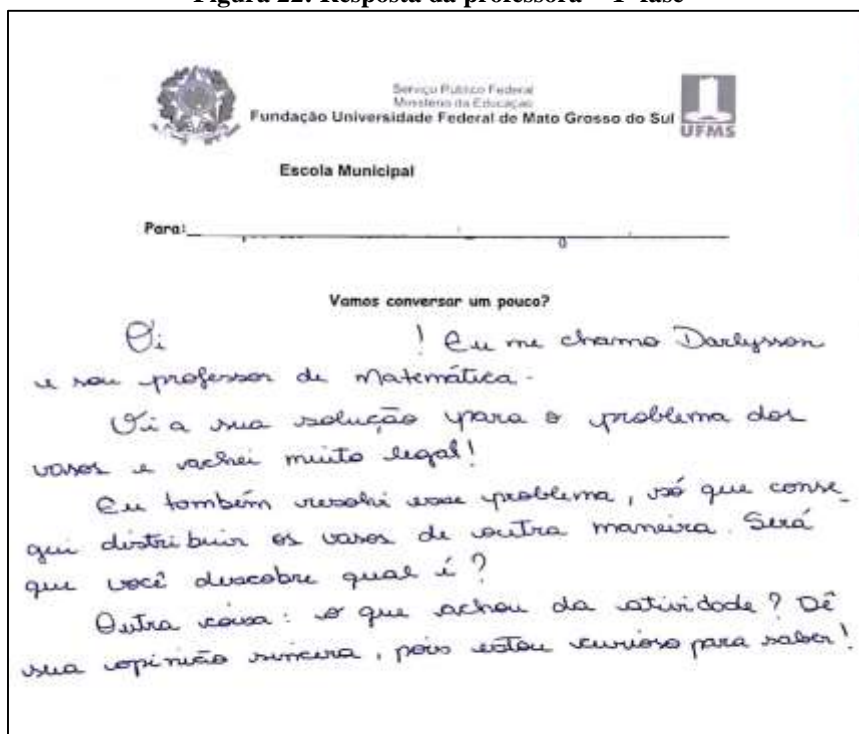 Figura 22: Resposta da professora – 1ª fase
Serviço Público Federal
Ministério da Educação
Fundação Universidade Federal de Mato Grosso do Sul
UFMS
Escola Municipal
Para:
Vamos conversar um pouco?
Oi ! Eu me chamo Darlysson
e sou professor de Matemática.
Vi a sua solução para o problema dos
vasos e achei muito legal!
Eu também resolvi esse problema, só que conse_
gui distribuir os vasos de outra maneira. Será
que você descobre qual é?
Outra coisa: o que achou da atividade? Dê
sua opinião sincera, pois estou curioso para saber!